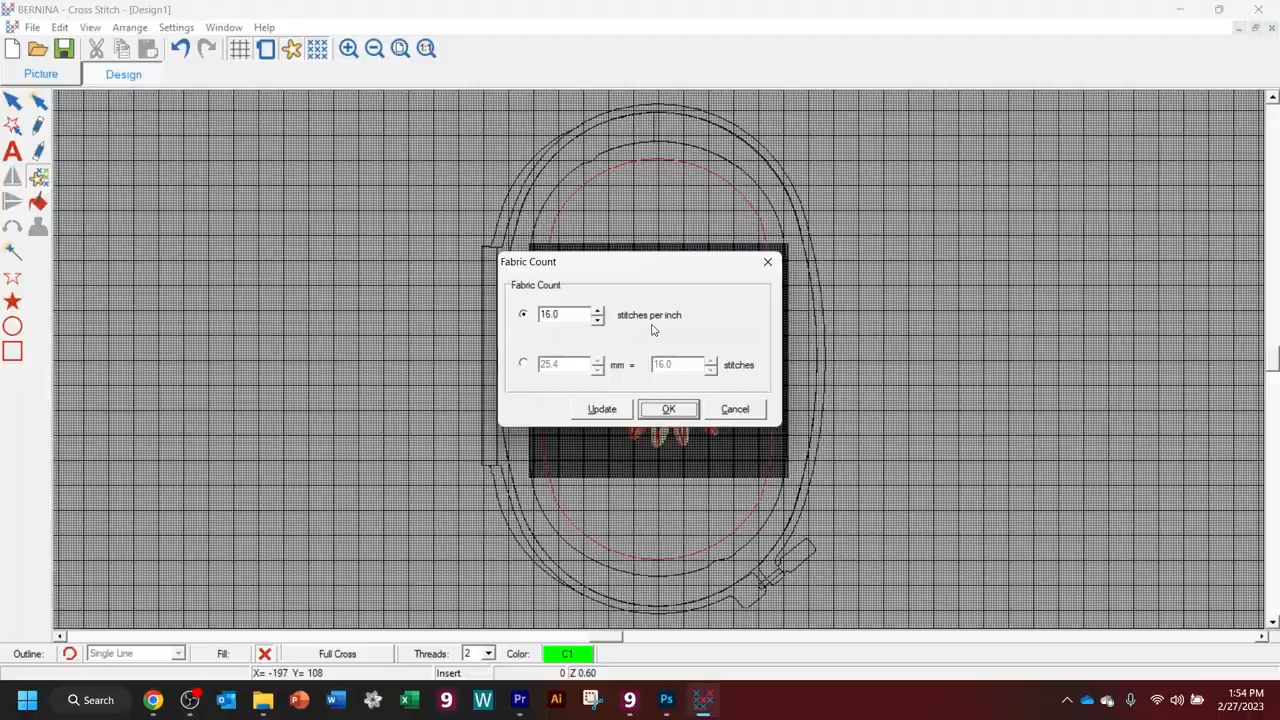 BERNINA - Cross Stitch - [Design1]
File Edit View Arrange Settings Window Help
1:1
Picture Design
A
Fabric Count
Fabric Count
16.0 stitches per inch
25.4 mm = 16.0 stitches
Update OK Cancel
Outline: Single Line Fill: Full Cross Threads: 2 Color: C1
X= -197 Y= 108 Insert 0 Z 0.60
Search
1:54 PM
2/27/2023